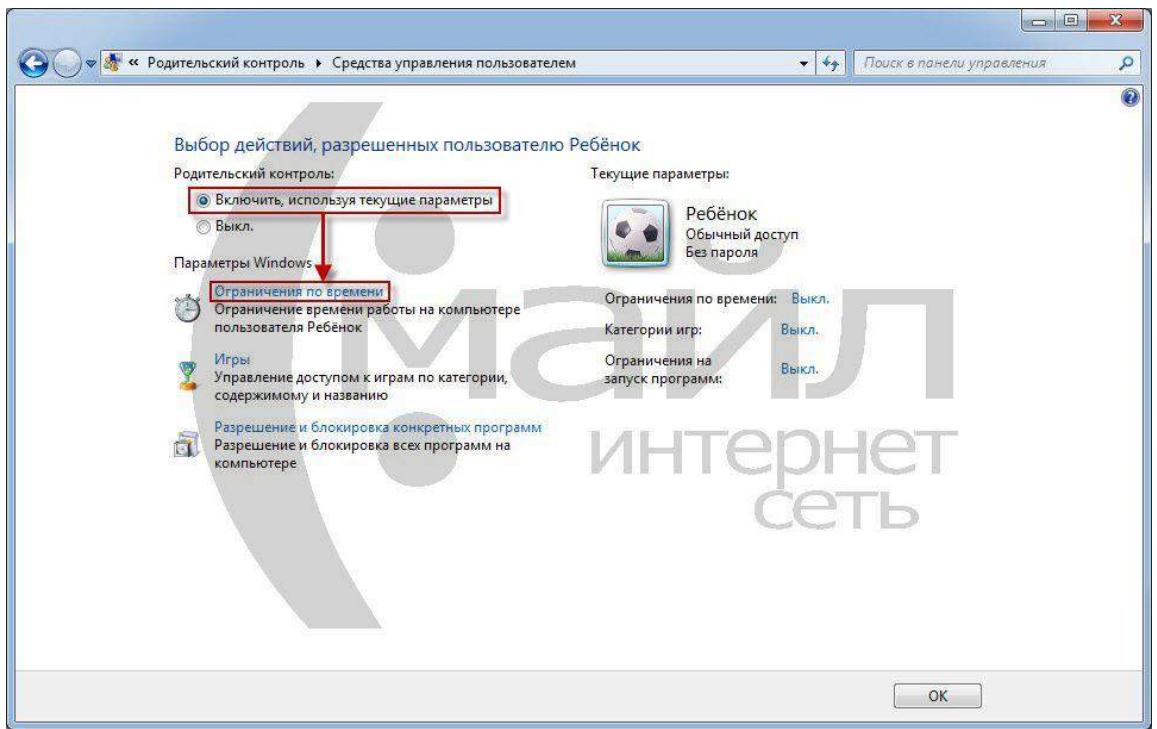 « Родительский контроль ▸ Средства управления пользователем
Поиск в панели управления
Выбор действий, разрешенных пользователю Ребёнок
Родительский контроль:
Включить, используя текущие параметры
Выкл.
Параметры Windows
Ограничения по времени
Ограничение времени работы на компьютере
пользователя Ребёнок
Игры
Управление доступом к играм по категории,
содержимому и названию
Разрешение и блокировка конкретных программ
Разрешение и блокировка всех программ на
компьютере
Текущие параметры:
Ребёнок
Обычный доступ
Без пароля
Ограничения по времени: Выкл.
Категории игр: Выкл.
Ограничения на
запуск программ: Выкл.
(:маил
интернет
сеть
OK